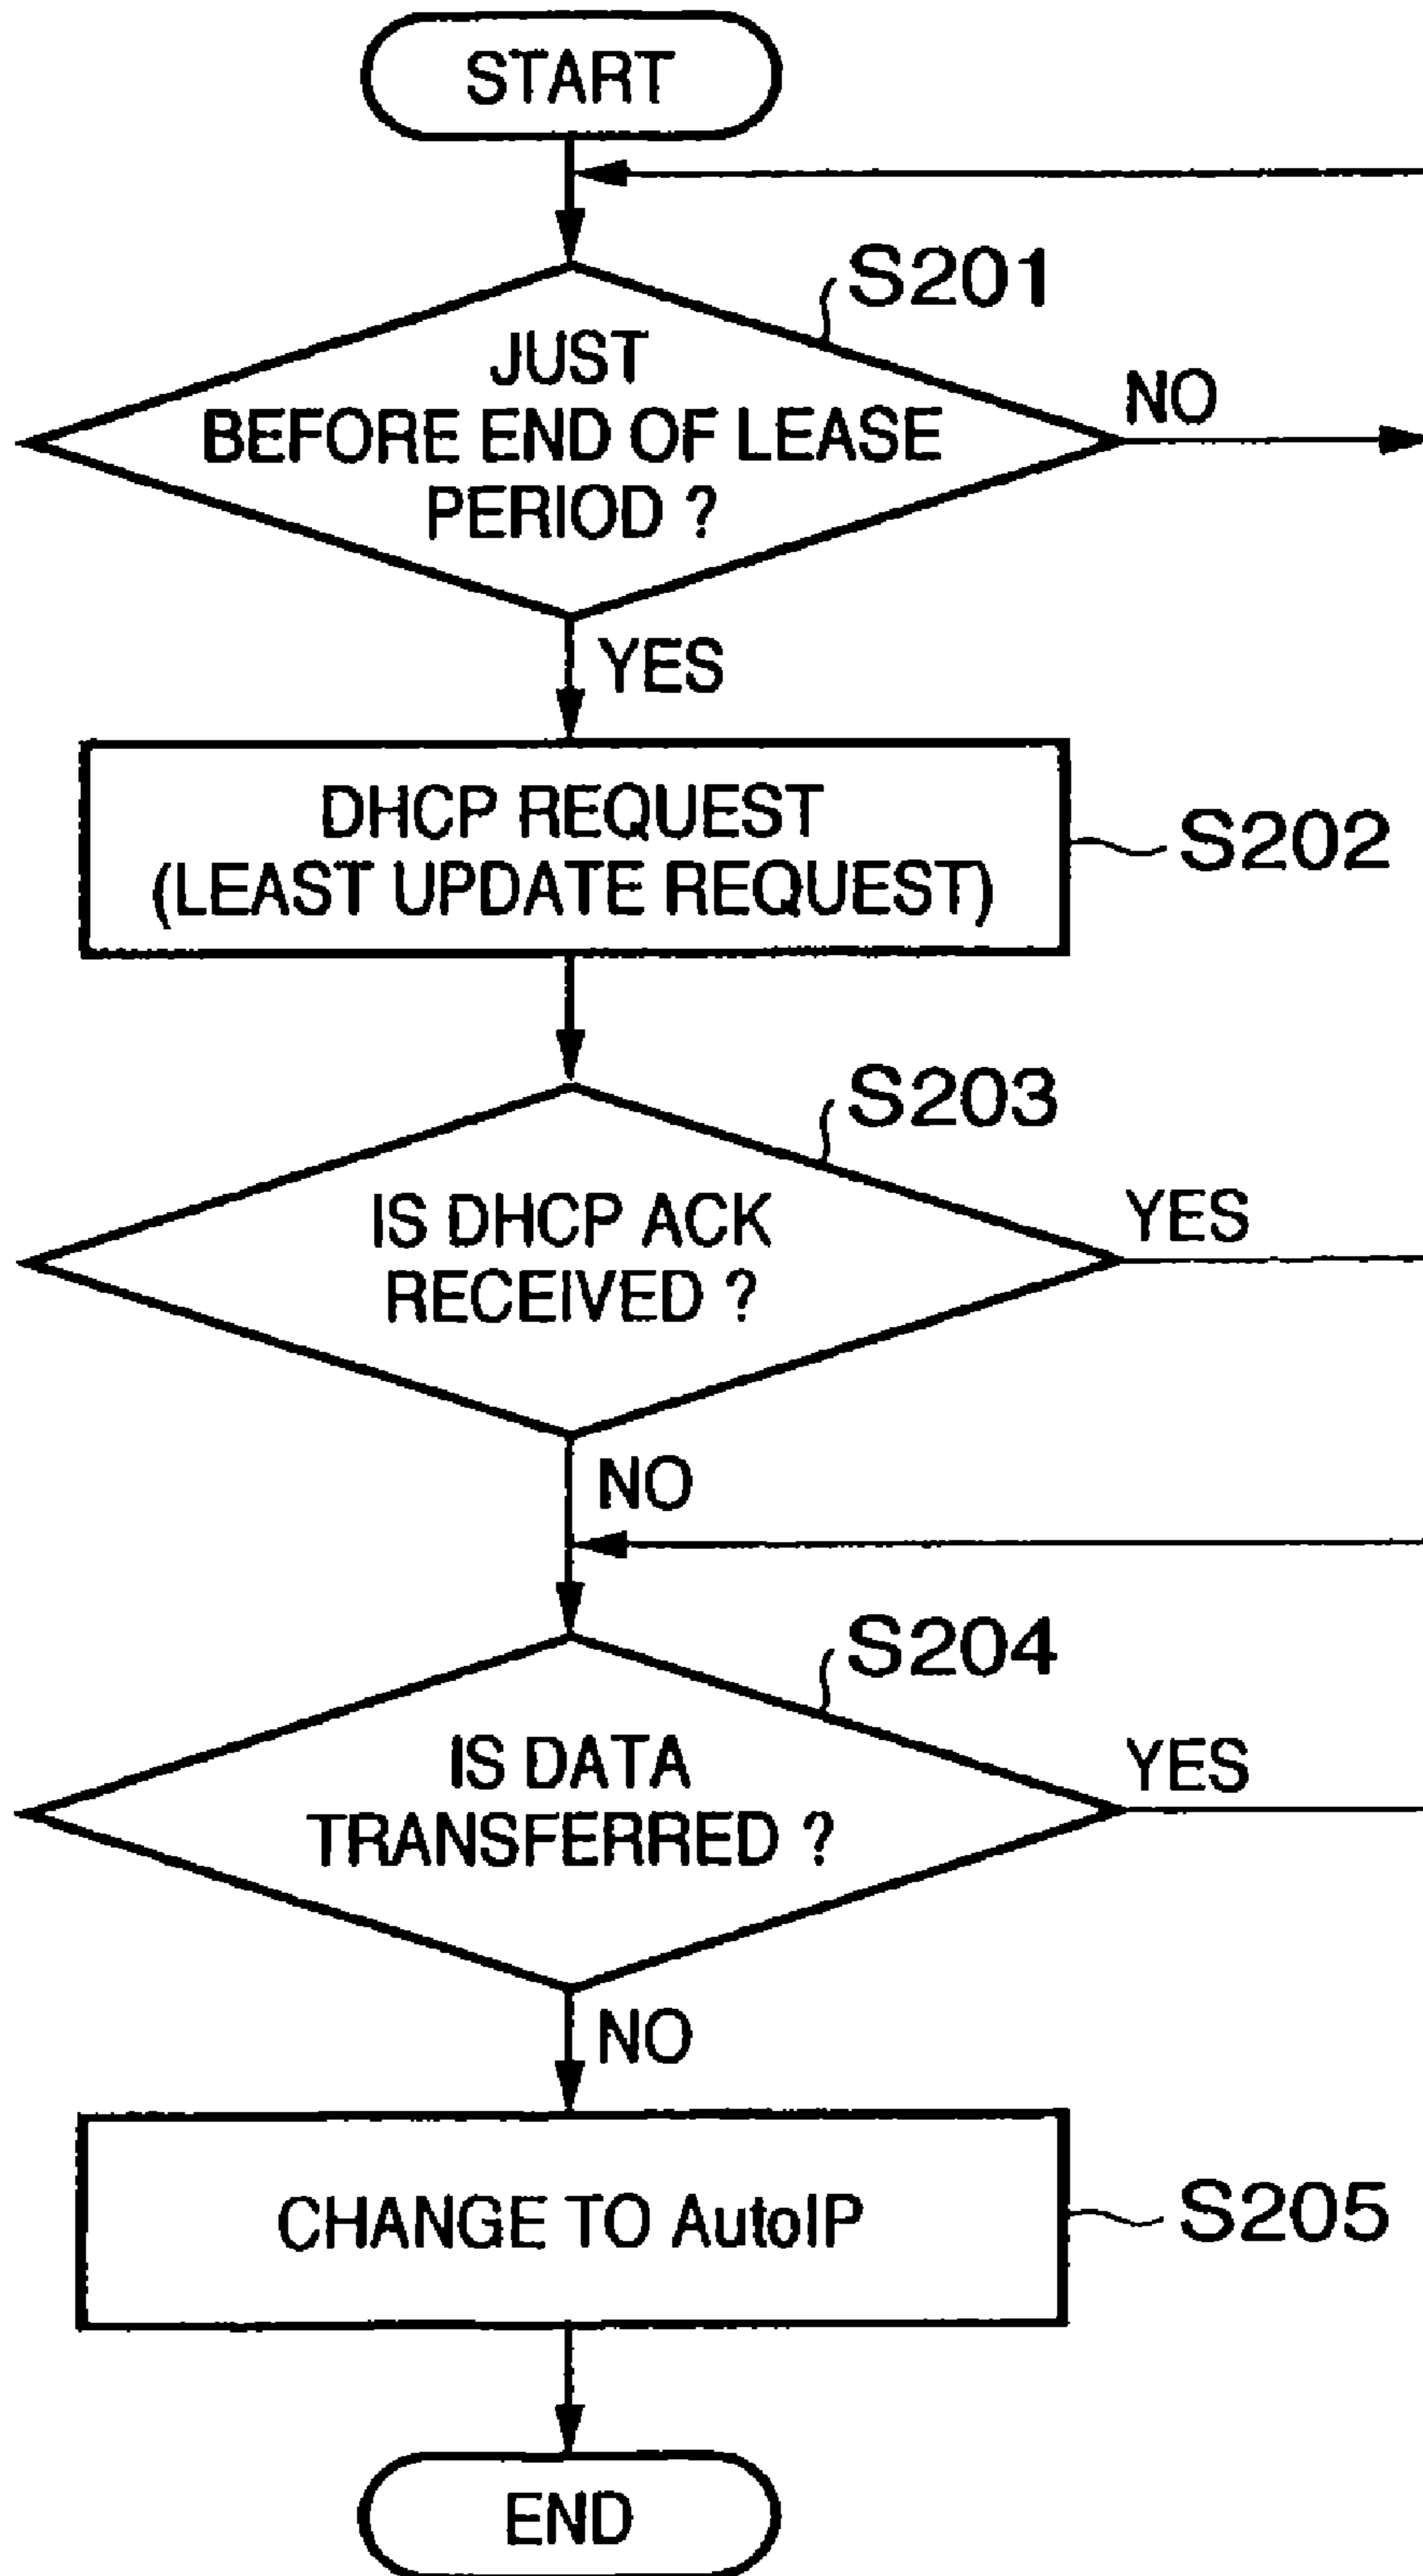 START
S201
JUST
BEFORE END OF LEASE
PERIOD ?
NO
YES
DHCP REQUEST
(LEAST UPDATE REQUEST)
S202
S203
IS DHCP ACK
RECEIVED ?
YES
NO
S204
IS DATA
TRANSFERRED ?
YES
NO
CHANGE TO AutoIP
S205
END